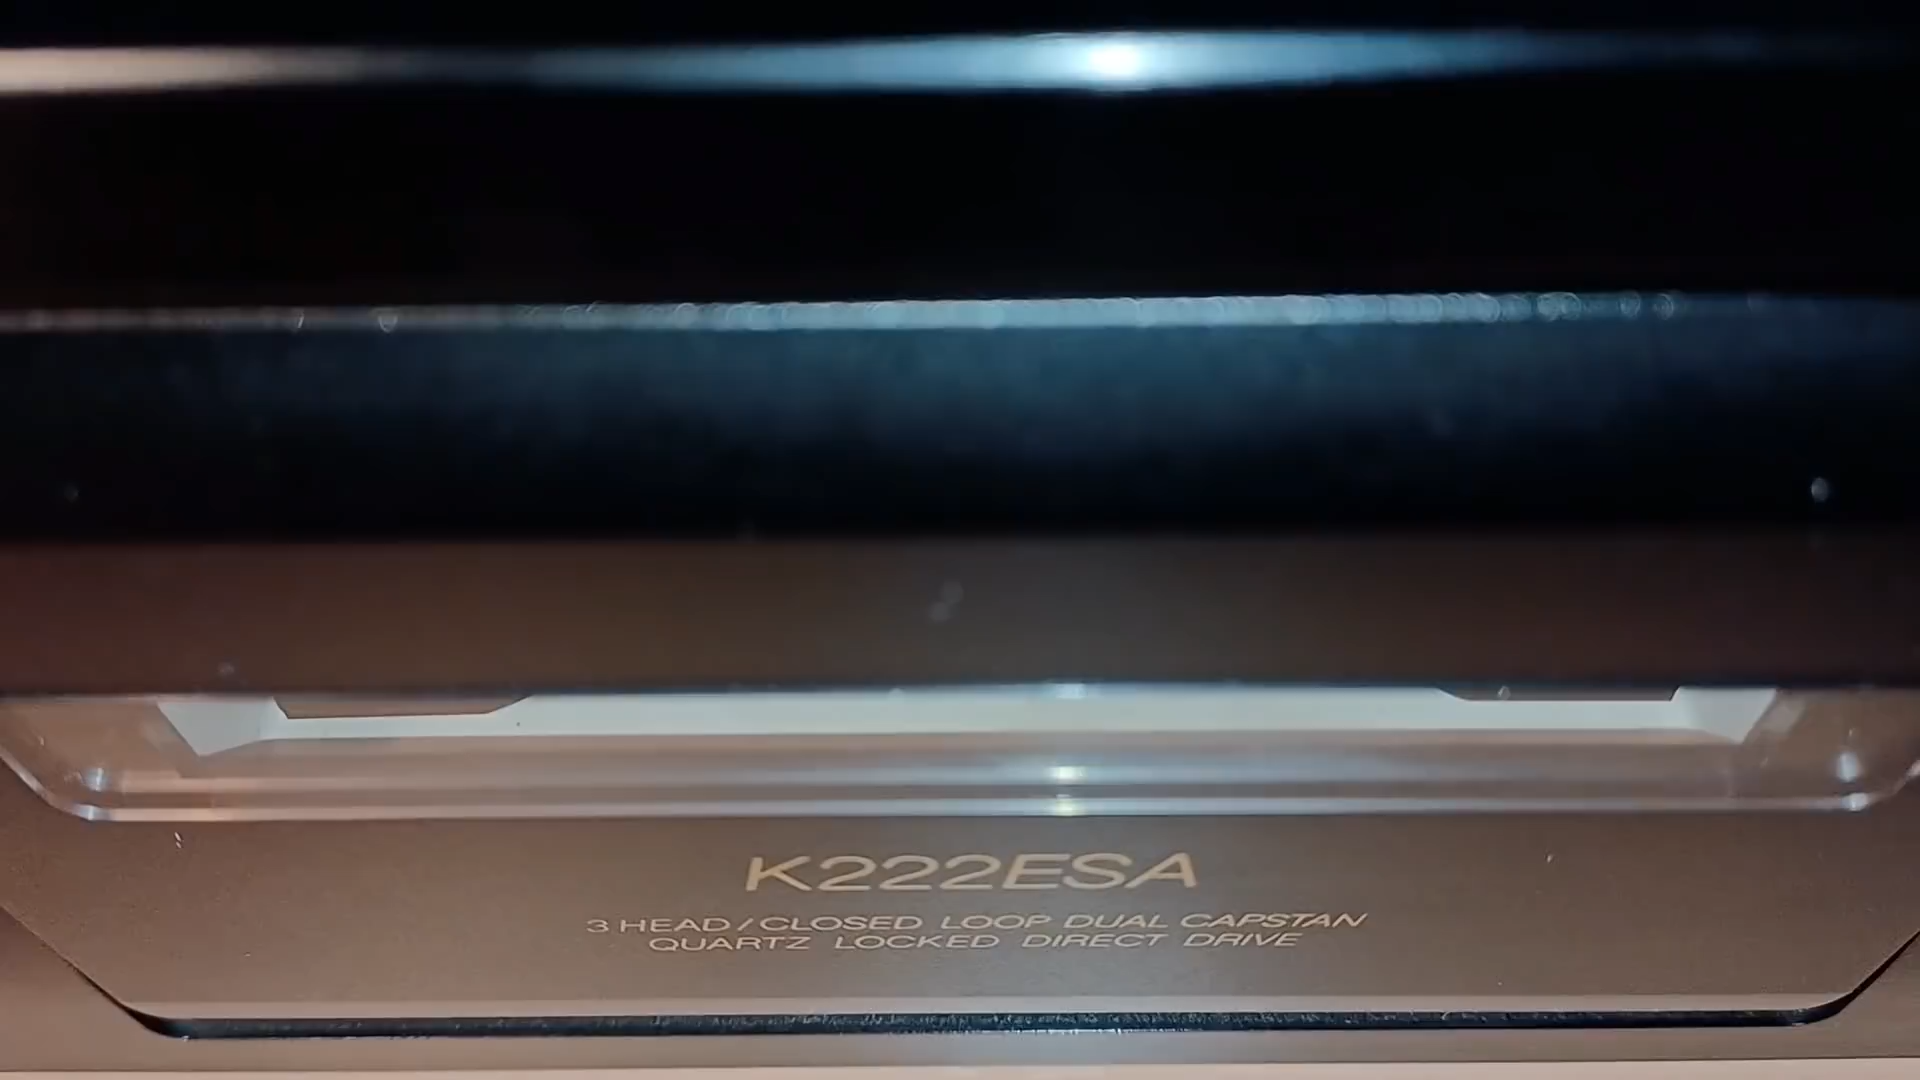 K222ESA
3 HEAD / CLOSED LOOP DUAL CAPSTAN
QUARTZ LOCKED DIRECT DRIVE